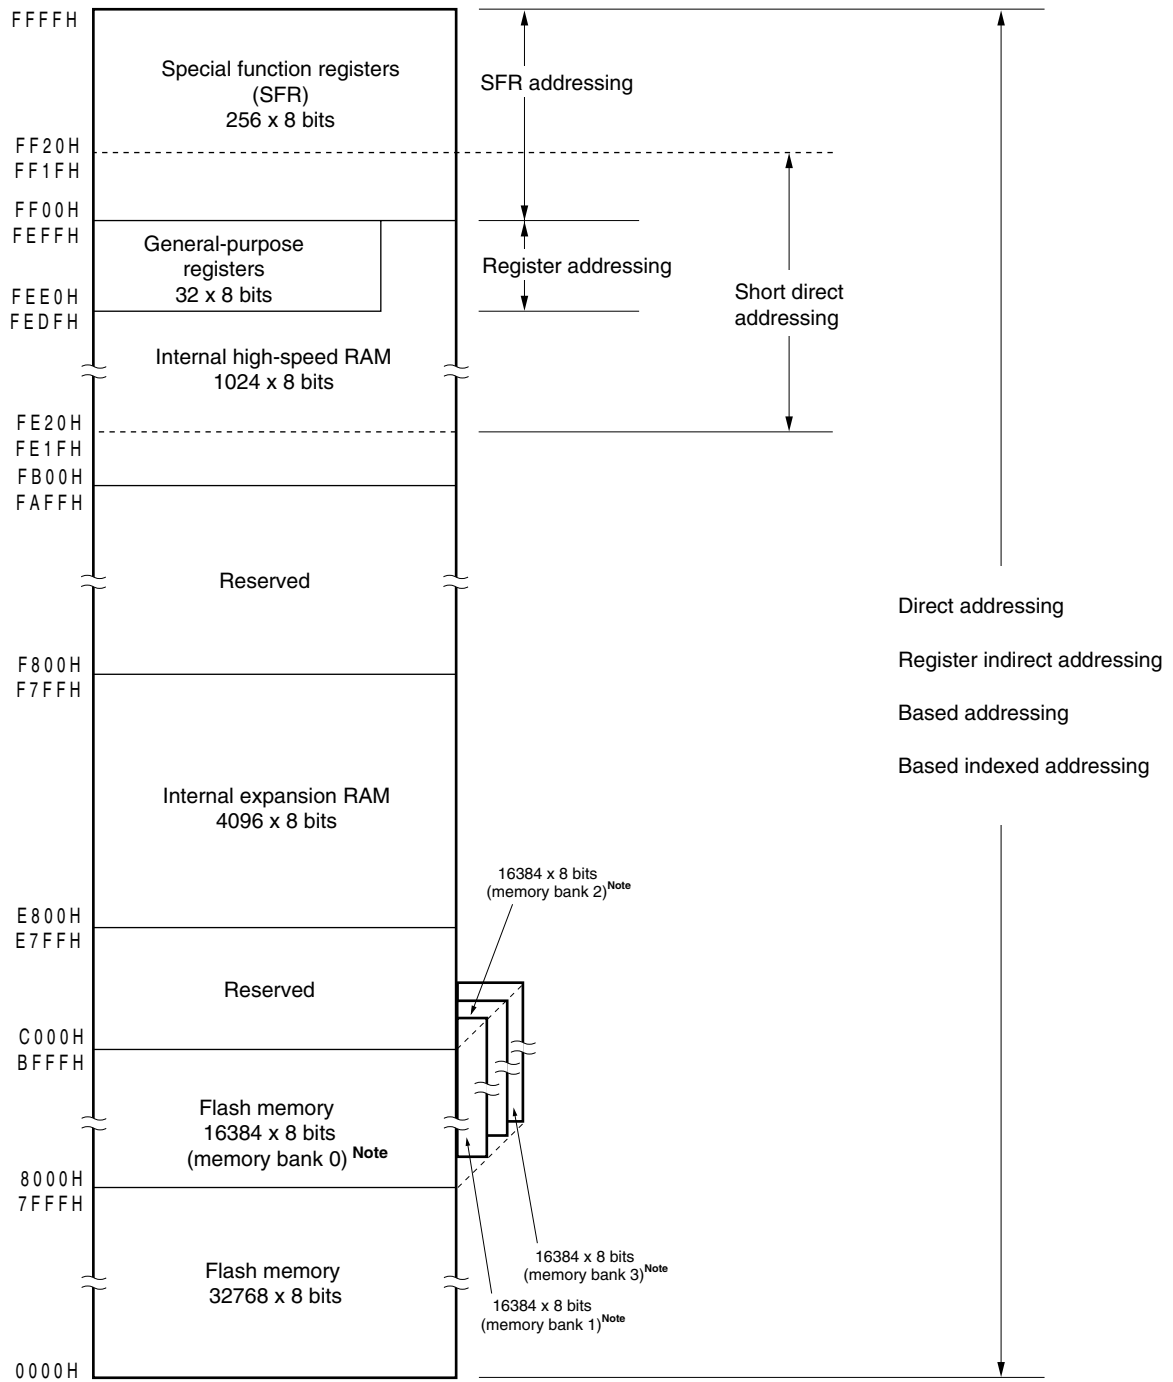 FFFFH
Special function registers
(SFR)
256 x 8 bits
SFR addressing
FF20H
FF1FH
FF00H
FEFFH
General-purpose
registers
32 x 8 bits
Register addressing
Short direct
addressing
FEE0H
FEDFH
Internal high-speed RAM
1024 x 8 bits
FE20H
FE1FH
FB00H
FAFFH
Reserved
Direct addressing
Register indirect addressing
Based addressing
Based indexed addressing
F800H
F7FFH
Internal expansion RAM
4096 x 8 bits
16384 x 8 bits
(memory bank 2)Note
E800H
E7FFH
Reserved
C000H
BFFFH
Flash memory
16384 x 8 bits
(memory bank 0) Note
8000H
7FFFH
16384 x 8 bits
(memory bank 3)Note
Flash memory
32768 x 8 bits
16384 x 8 bits
(memory bank 1)Note
0000H